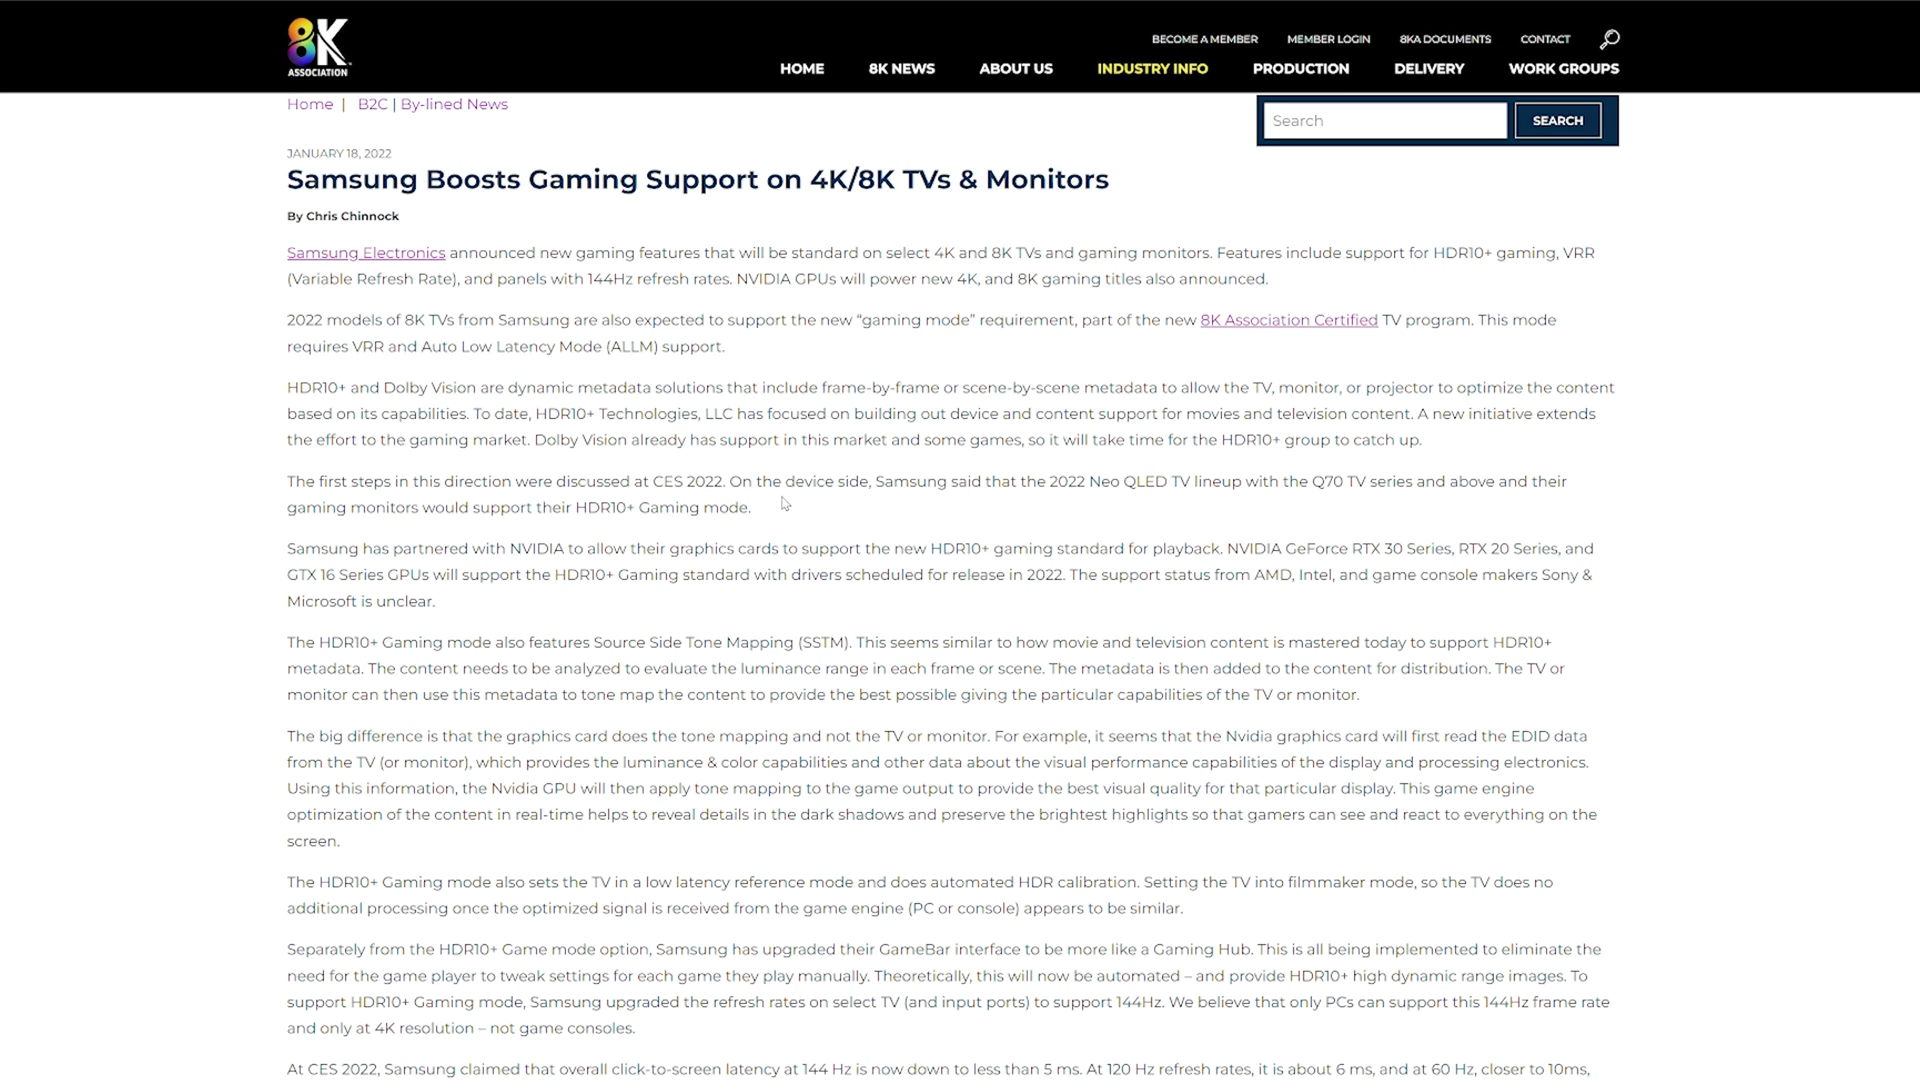 8K
ASSOCIATION
BECOME A MEMBER MEMBER LOGIN 8KA DOCUMENTS CONTACT
HOME 8K NEWS ABOUT US INDUSTRY INFO PRODUCTION DELIVERY WORK GROUPS
Home | B2C | By-lined News
Search SEARCH
JANUARY 18, 2022
Samsung Boosts Gaming Support on 4K/8K TVs & Monitors
By Chris Chinnock
Samsung Electronics announced new gaming features that will be standard on select 4K and 8K TVs and gaming monitors. Features include support for HDR10+ gaming, VRR
(Variable Refresh Rate), and panels with 144Hz refresh rates. NVIDIA GPUs will power new 4K, and 8K gaming titles also announced.
2022 models of 8K TVs from Samsung are also expected to support the new “gaming mode” requirement, part of the new 8K Association Certified TV program. This mode
requires VRR and Auto Low Latency Mode (ALLM) support.
HDR10+ and Dolby Vision are dynamic metadata solutions that include frame-by-frame or scene-by-scene metadata to allow the TV, monitor, or projector to optimize the content
based on its capabilities. To date, HDR10+ Technologies, LLC has focused on building out device and content support for movies and television content. A new initiative extends
the effort to the gaming market. Dolby Vision already has support in this market and some games, so it will take time for the HDR10+ group to catch up.
The first steps in this direction were discussed at CES 2022. On the device side, Samsung said that the 2022 Neo QLED TV lineup with the Q70 TV series and above and their
gaming monitors would support their HDR10+ Gaming mode.
Samsung has partnered with NVIDIA to allow their graphics cards to support the new HDR10+ gaming standard for playback. NVIDIA GeForce RTX 30 Series, RTX 20 Series, and
GTX 16 Series GPUs will support the HDR10+ Gaming standard with drivers scheduled for release in 2022. The support status from AMD, Intel, and game console makers Sony &
Microsoft is unclear.
The HDR10+ Gaming mode also features Source Side Tone Mapping (SSTM). This seems similar to how movie and television content is mastered today to support HDR10+
metadata. The content needs to be analyzed to evaluate the luminance range in each frame or scene. The metadata is then added to the content for distribution. The TV or
monitor can then use this metadata to tone map the content to provide the best possible giving the particular capabilities of the TV or monitor.
The big difference is that the graphics card does the tone mapping and not the TV or monitor. For example, it seems that the Nvidia graphics card will first read the EDID data
from the TV (or monitor), which provides the luminance & color capabilities and other data about the visual performance capabilities of the display and processing electronics.
Using this information, the Nvidia GPU will then apply tone mapping to the game output to provide the best visual quality for that particular display. This game engine
optimization of the content in real-time helps to reveal details in the dark shadows and preserve the brightest highlights so that gamers can see and react to everything on the
screen.
The HDR10+ Gaming mode also sets the TV in a low latency reference mode and does automated HDR calibration. Setting the TV into filmmaker mode, so the TV does no
additional processing once the optimized signal is received from the game engine (PC or console) appears to be similar.
Separately from the HDR10+ Game mode option, Samsung has upgraded their GameBar interface to be more like a Gaming Hub. This is all being implemented to eliminate the
need for the game player to tweak settings for each game they play manually. Theoretically, this will now be automated – and provide HDR10+ high dynamic range images. To
support HDR10+ Gaming mode, Samsung upgraded the refresh rates on select TV (and input ports) to support 144Hz. We believe that only PCs can support this 144Hz frame rate
and only at 4K resolution – not game consoles.
At CES 2022, Samsung claimed that overall click-to-screen latency at 144 Hz is now down to less than 5 ms. At 120 Hz refresh rates, it is about 6 ms, and at 60 Hz, closer to 10ms,